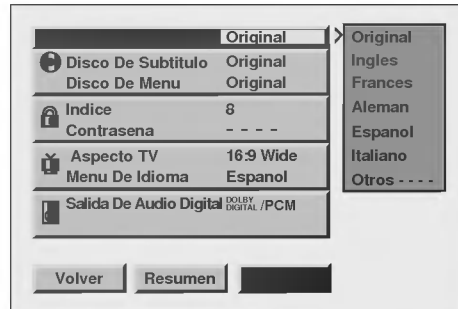 Original
Disco De Subtitulo Original
Disco De Menu Original
Indice 8
Contrasena - - - -
Aspecto TV 16:9 Wide
Menu De Idioma Espanol
Salida De Audio Digital DOLBY DIGITAL /PCM
Volver Resumen
Original
Ingles
Frances
Aleman
Espanol
Italiano
Otros - - - -